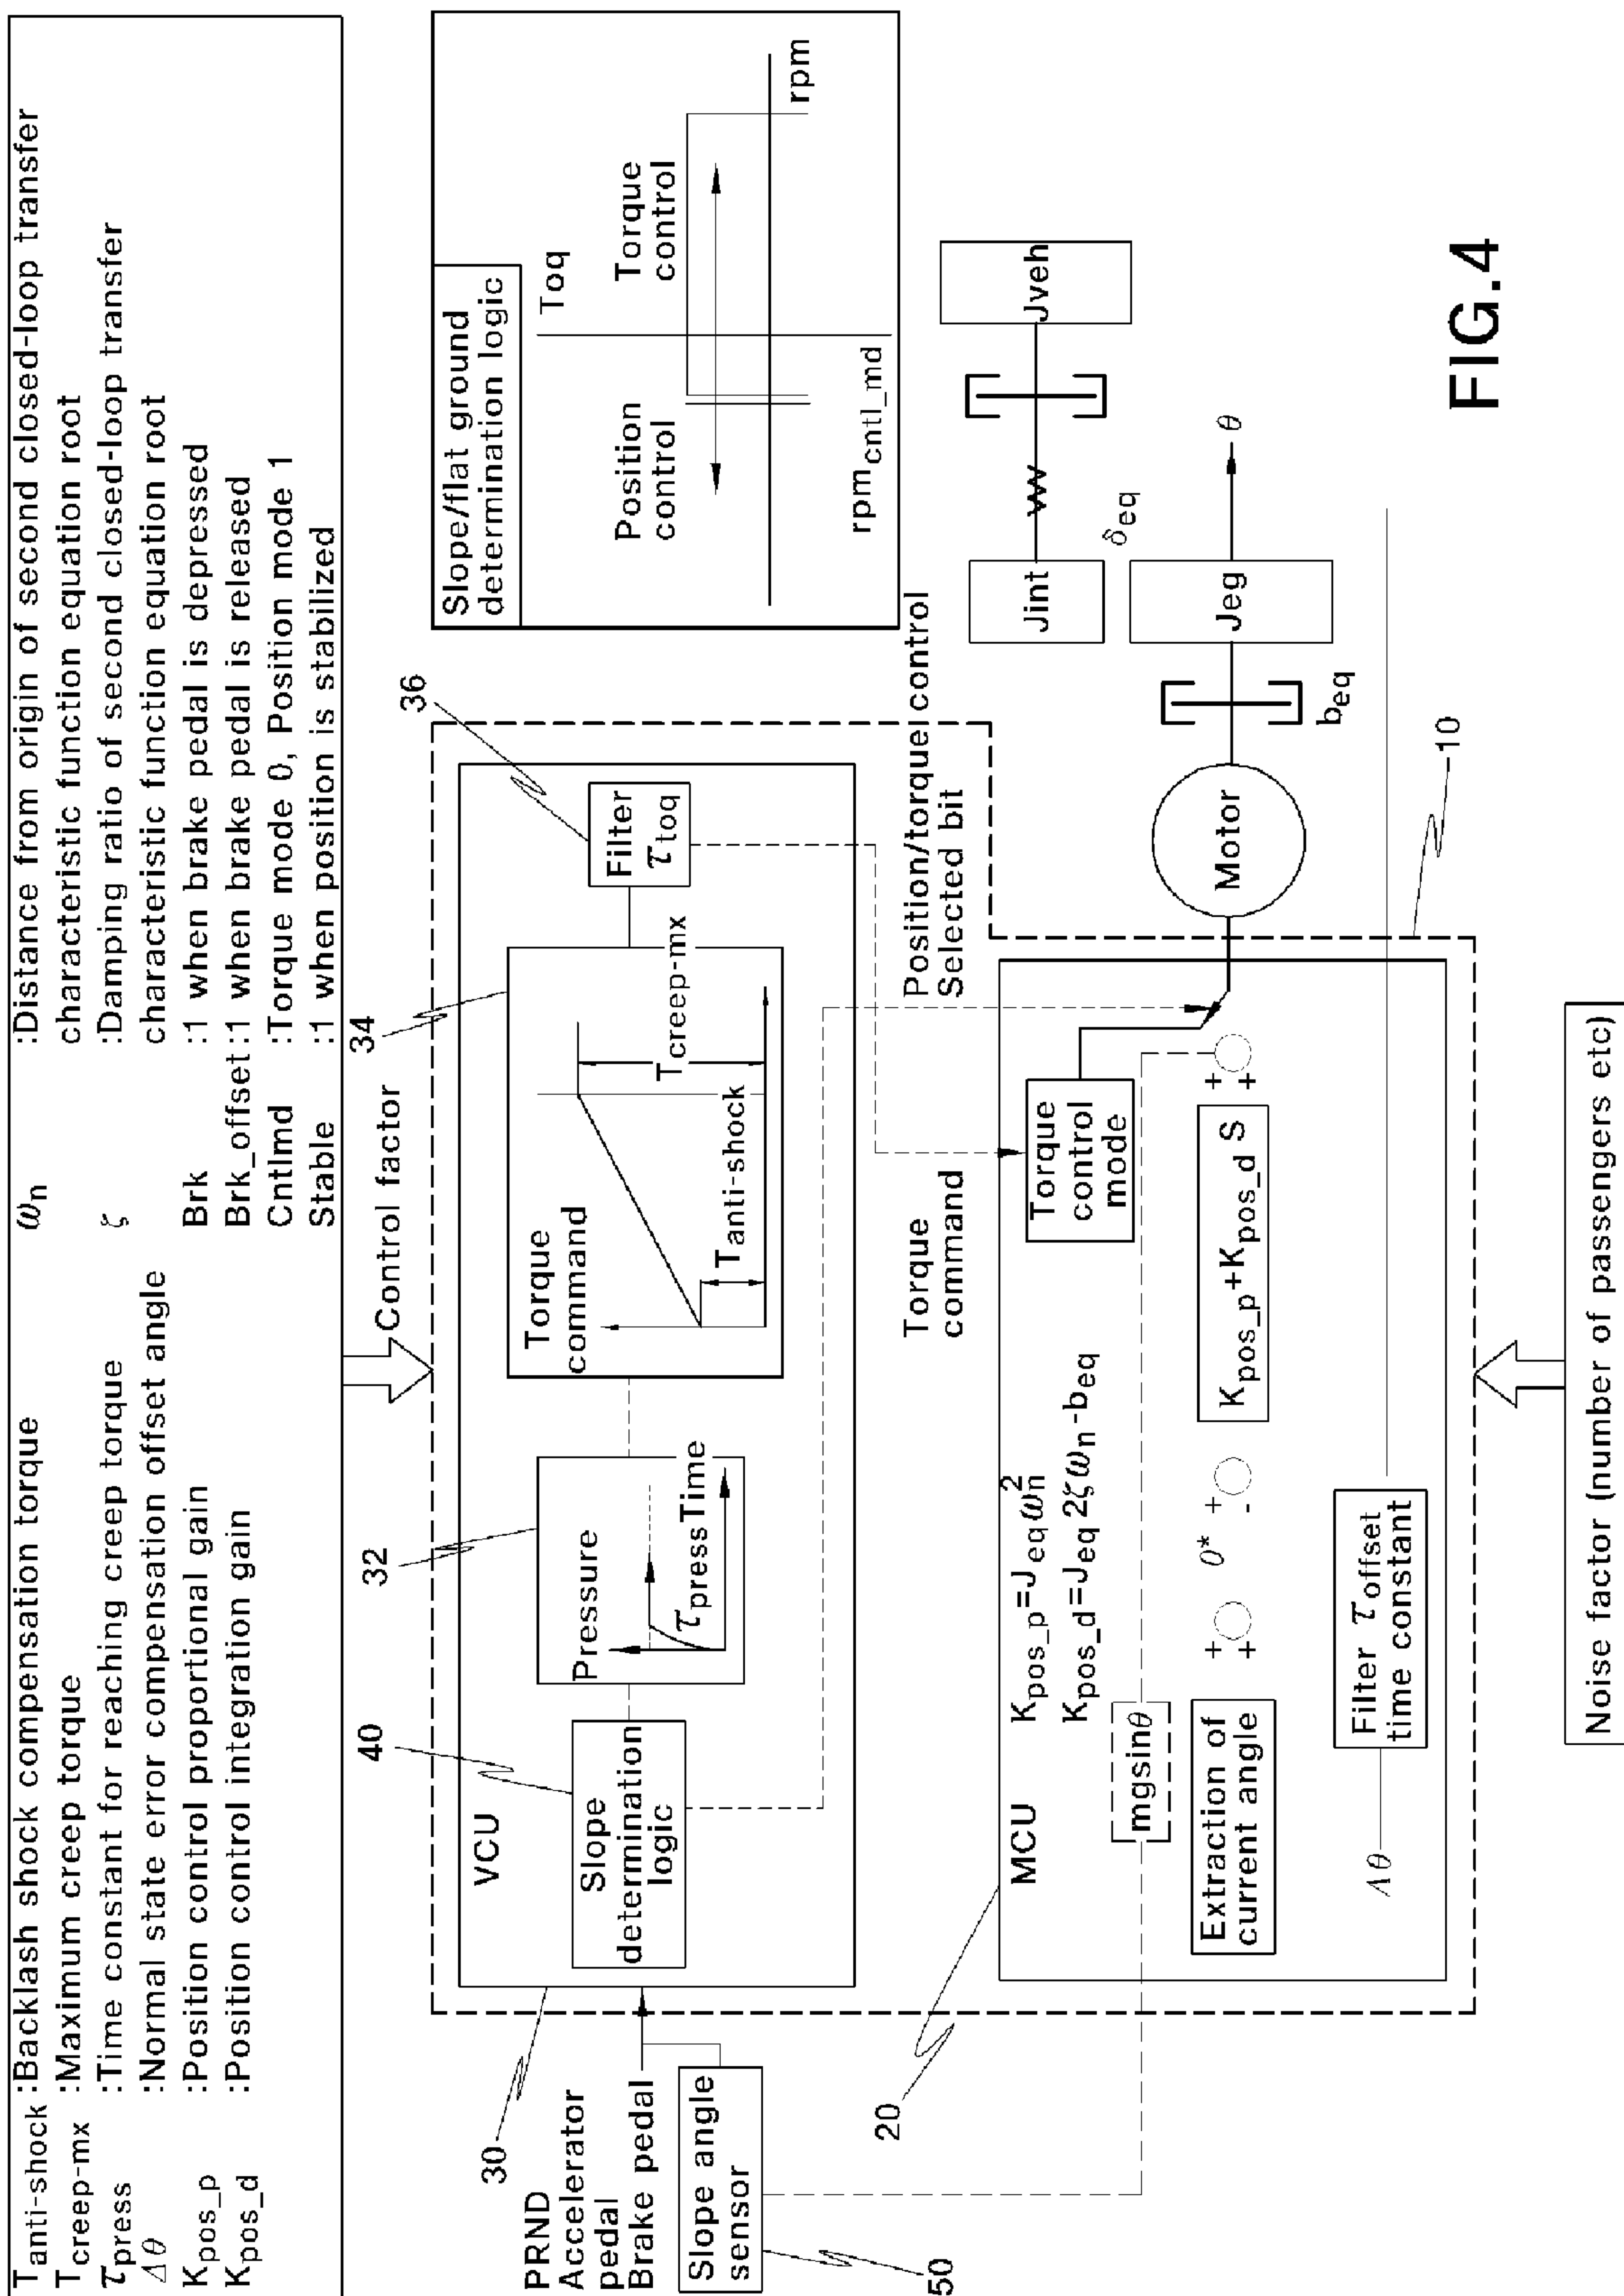 Tanti-shock :Backlash shock compensation torque
Tcreep-mx :Maximum creep torque
τpress :Time constant for reaching creep torque
Δθ :Normal state error compensation offset angle
Kpos_p :Position control proportional gain
Kpos_d :Position control integration gain
ωn :Distance from origin of second closed-loop transfer
characteristic function equation root
ζ :Damping ratio of second closed-loop transfer
characteristic function equation root
Brk :1 when brake pedal is depressed
Brk_offset :1 when brake pedal is released
Cntlmd :Torque mode 0, Position mode 1
Stable :1 when position is stabilized
Control factor
PRND
Accelerator
pedal
Brake pedal
Slope angle
sensor
50
30
VCU
40
Slope
determination
logic
32
Pressure
τpress
Time
34
Torque
command
Tanti-shock
Tcreep-mx
36
Filter
τtoq
Slope/flat ground
determination logic
Toq
Position
control
Torque
control
rpmcntl_md
rpm
Position/torque control
Selected bit
Torque
command
20
MCU
Kpos_p=Jeqωn2
Kpos_d=Jeq2ζωn-beq
mgsinθ
Torque
control
mode
Extraction of
current angle
+
+
θ*
+
-
Kpos_p+Kpos_d S
+
+
Δθ
Filter τoffset
time constant
Motor
beq
Jeg
θ
Jint
δeq
Jveh
10
Noise factor (number of passengers etc)
FIG.4